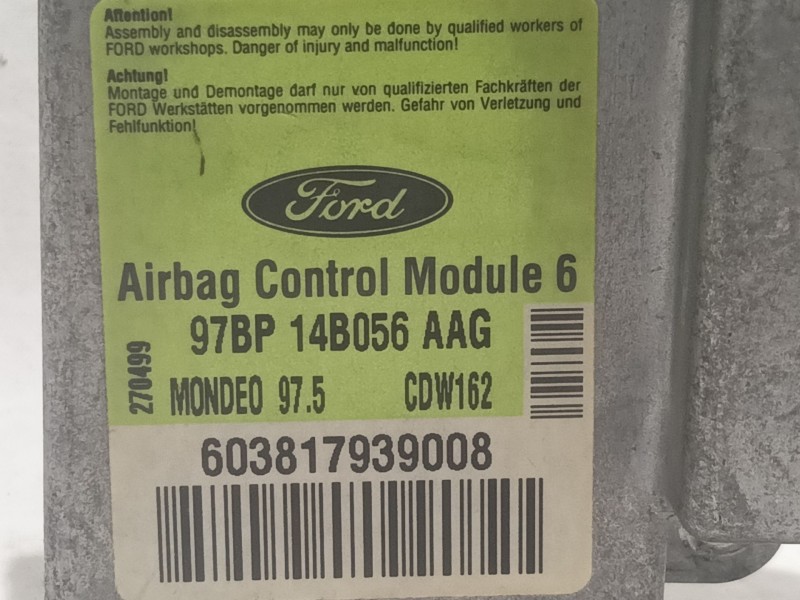 Attention!
Assembly and disassembly may only be done by qualified workers of
FORD workshops. Danger of injury and malfunction!
Achtung!
Montage und Demontage darf nur von qualifizierten Fachkräften der
FORD Werkstätten vorgenommen werden. Gefahr von Verletzung und
Fehlfunktion!
Ford
Airbag Control Module 6
97BP 14B056 AAG
270499
MONDEO 97.5 CDW162
603817939008